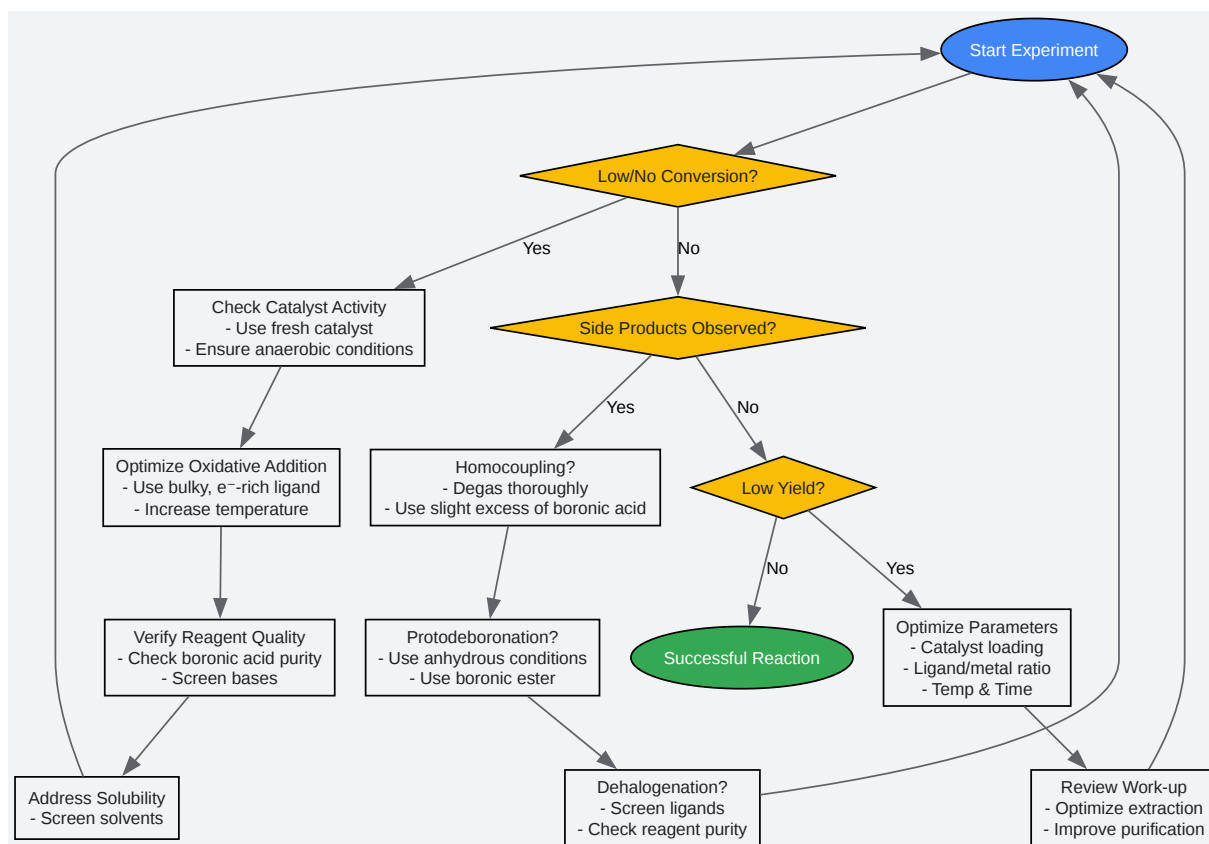 Start Experiment
Low/No Conversion?
Yes
No
Check Catalyst Activity
- Use fresh catalyst
- Ensure anaerobic conditions
Side Products Observed?
Yes
No
Optimize Oxidative Addition
- Use bulky, e⁻-rich ligand
- Increase temperature
Homocoupling?
- Degas thoroughly
- Use slight excess of boronic acid
Low Yield?
No
Yes
Verify Reagent Quality
- Check boronic acid purity
- Screen bases
Protodeboronation?
- Use anhydrous conditions
- Use boronic ester
Successful Reaction
Optimize Parameters
- Catalyst loading
- Ligand/metal ratio
- Temp & Time
Address Solubility
- Screen solvents
Dehalogenation?
- Screen ligands
- Check reagent purity
Review Work-up
- Optimize extraction
- Improve purification